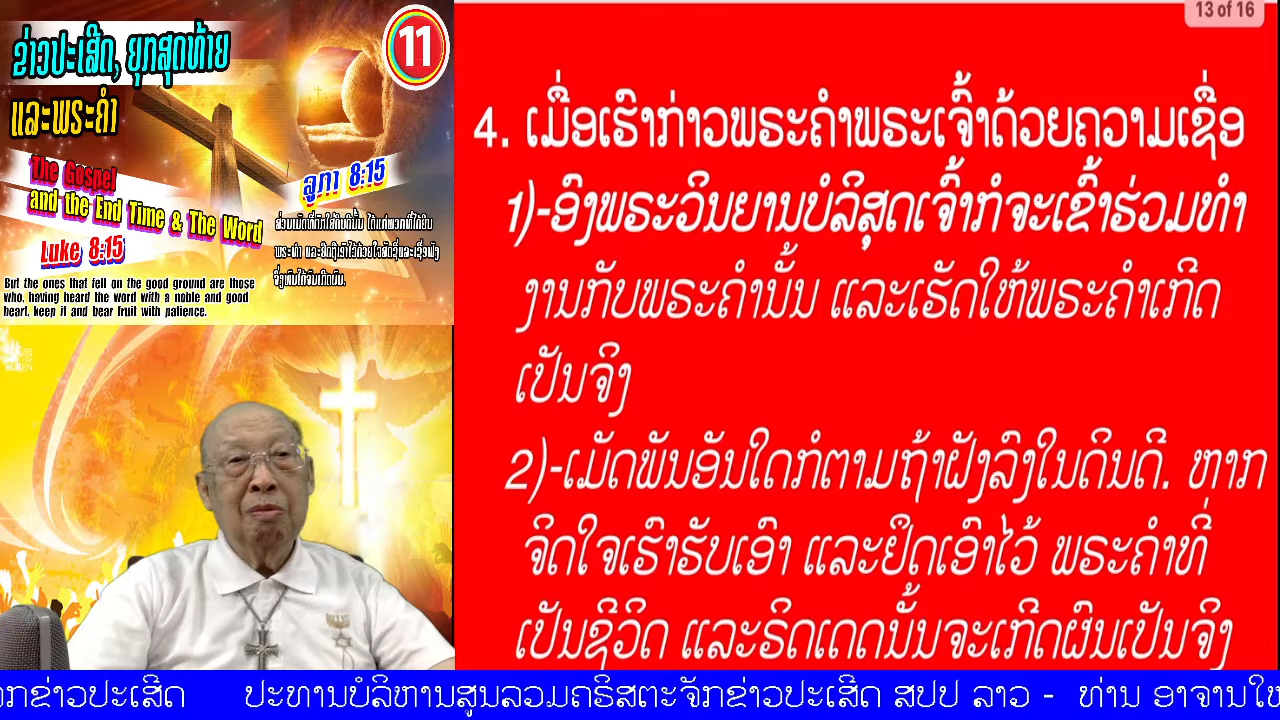 ຂ່າວປະເສີດ, ຍຸກສຸດທ້າຍ
ແລະພຣະຄຳ
11
The Gospel
and the End Time & The Word
Luke 8:15
But the ones that fell on the good ground are those
who, having heard the word with a noble and good
heart, keep it and bear fruit with patience.
ລູກາ 8:15
13 of 16
4. ເມື່ອເຮົາກ່າວພຣະຄຳພຣະເຈົ້າດ້ວຍຄວາມເຊື່ອ
1)-ອົງພຣະວິນຍານບໍລິສຸດເຈົ້າກໍຈະເຂົ້າຮ່ວມທຳ
ງານກັບພຣະຄຳນັ້ນ ແລະເຮັດໃຫ້ພຣະຄຳເກີດ
ເປັນຈິງ
2)-ເມັດພັນອັນໃດກໍຕາມຖ້າຝັງລົງໃນດິນດີ. ຫາກ
ຈິດໃຈເຮົາຮັບເອົາ ແລະຢຶດເອົາໄວ້ ພຣະຄຳທີ່
ເປັນຊີວິດ ແລະຣິດເດດນັ້ນຈະເກີດຜົນເປັນຈິງ
ຂ່າວປະເສີດ ປະທານບໍລິຫານສູນລວມຄຣິສຕະຈັກຂ່າວປະເສີດ ສປປ ລາວ - ທ່ານ ອາຈານ